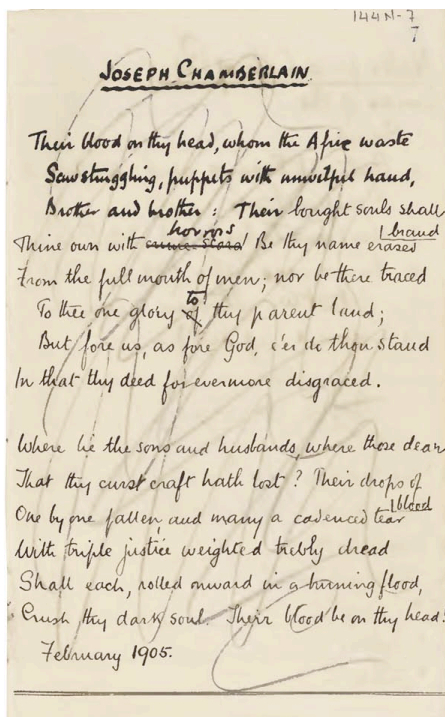 144N-7
7
JOSEPH CHAMBERLAIN.
Their blood on thy head, whom the Afric waste
Saw struggling, puppets with unwilful hand,
Brother and brother: Their bought souls shall brand
Thine own with horrors! Be thy name erased
From the full mouth of men; nor be there traced
To thee one glory to thy parent land;
But fore us, as fore God, e'er do thou stand
In that thy deed forevermore disgraced.
Where lie the sons and husbands, where those dear
That thy curst craft hath lost? Their drops of blood
One by one fallen, and many a cadenced tear
With triple justice weighted trebly dread
Shall each, rolled onward in a burning flood,
Crush thy dark soul. Their blood be on thy head!
February 1905.